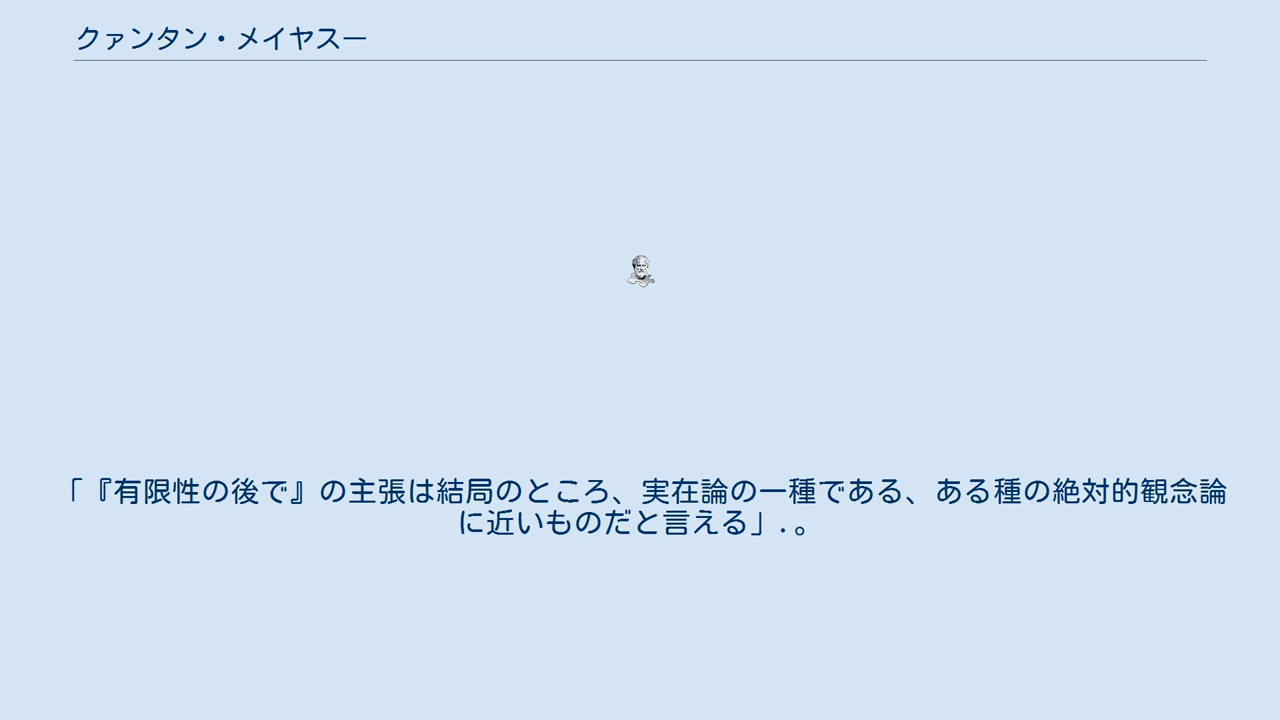 クァンタン・メイヤスー
「『有限性の後で』の主張は結局のところ、実在論の一種である、ある種の絶対的観念論
に近いものだと言える」. 。